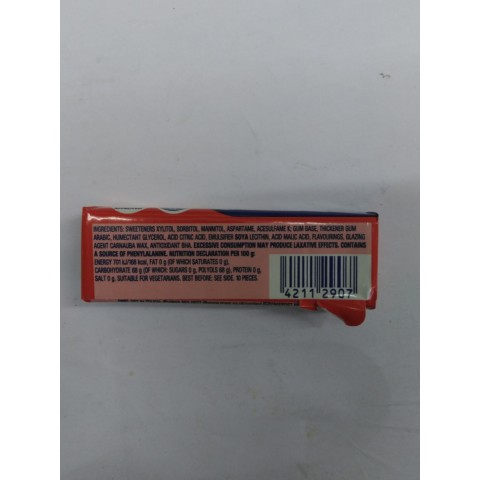 INGREDIENTS: SWEETENERS XYLITOL, SORBITOL, MANNITOL, ASPARTAME, ACESULFAME K; GUM BASE, THICKENER GUM
ARABIC, HUMECTANT GLYCEROL, ACID CITRIC ACID, EMULSIFIER SOYA LECITHIN, ACID MALIC ACID, FLAVOURINGS, GLAZING
AGENT CARNAUBA WAX, ANTIOXIDANT BHA. EXCESSIVE CONSUMPTION MAY PRODUCE LAXATIVE EFFECTS. CONTAINS
A SOURCE OF PHENYLALANINE. NUTRITION DECLARATION PER 100 g:
ENERGY 701 kJ/168 kcal, FAT 0 g (OF WHICH SATURATES 0 g),
CARBOHYDRATE 68 g (OF WHICH: SUGARS 0 g, POLYOLS 68 g), PROTEIN 0 g,
SALT 0 g. SUITABLE FOR VEGETARIANS. BEST BEFORE: SEE SIDE. 10 PIECES.
4211 2907